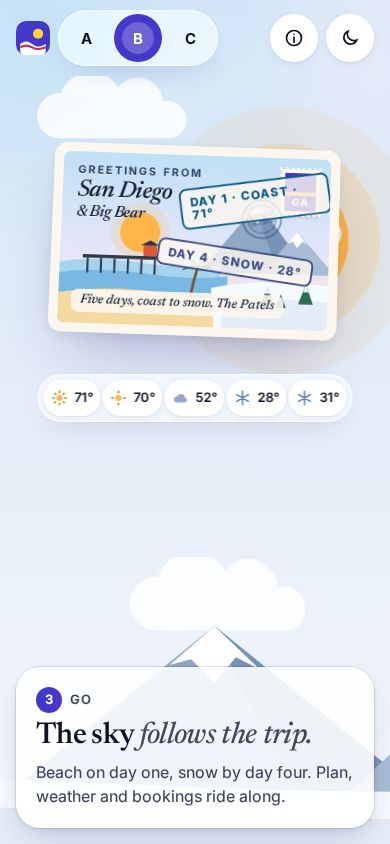 A B C
GREETINGS FROM
San Diego
& Big Bear
DAY 1 · COAST ·
71°
GA
DAY 4 · SNOW · 28°
Five days, coast to snow. The Patels
71° 70° 52° 28° 31°
3 GO
The sky follows the trip.
Beach on day one, snow by day four. Plan,
weather and bookings ride along.